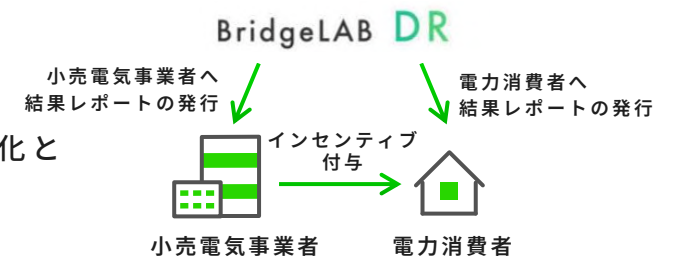 BridgeLAB DR
小売電気事業者へ
結果レポートの発行
電力消費者へ
結果レポートの発行
化と
インセンティブ
付与
小売電気事業者
電力消費者